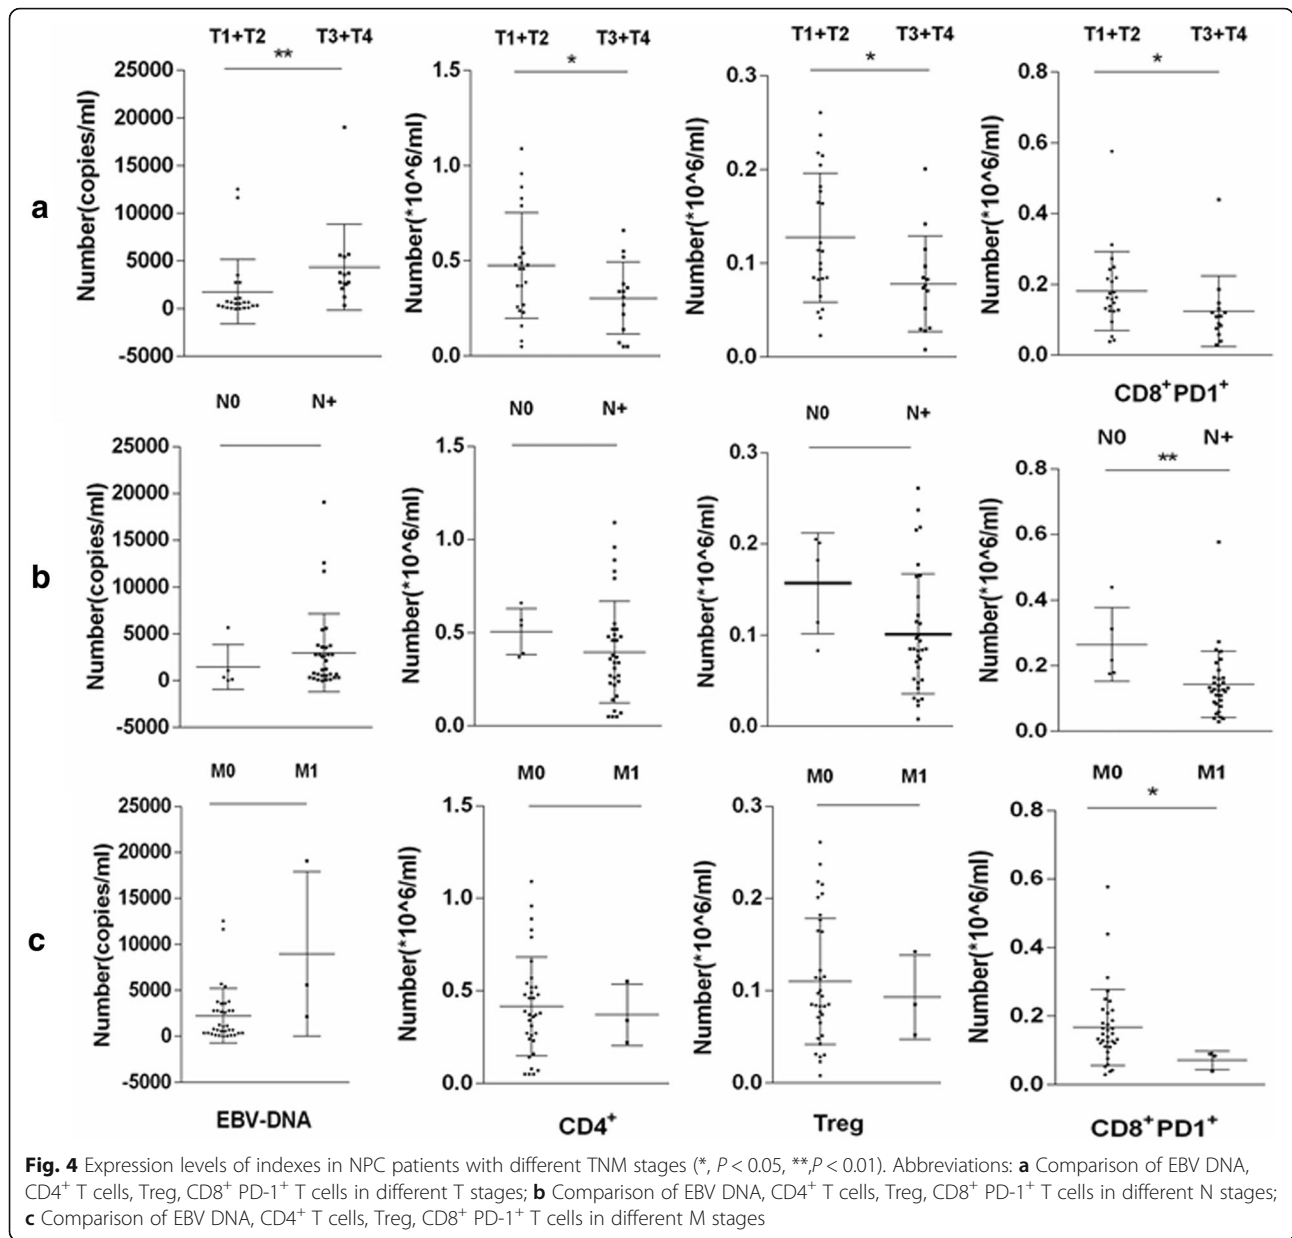 T1+T2 T3+T4 T1+T2 T3+T4 T1+T2 T3+T4 T1+T2 T3+T4
** * * *
a
Number(copies/ml)
25000
20000
15000
10000
5000
0
-5000
Number(*10^6/ml)
1.5
1.0
0.5
0.0
Number(*10^6/ml)
0.3
0.2
0.1
0.0
Number(*10^6/ml)
0.8
0.6
0.4
0.2
0.0
CD8⁺PD1⁺
N0 N+ N0 N+ N0 N+ N0 N+
**
b
Number(copies/ml)
25000
20000
15000
10000
5000
0
-5000
Number(*10^6/ml)
1.5
1.0
0.5
0.0
Number(*10^6/ml)
0.3
0.2
0.1
0.0
Number(*10^6/ml)
0.8
0.6
0.4
0.2
0.0
M0 M1 M0 M1 M0 M1 M0 M1
*
c
Number(copies/ml)
25000
20000
15000
10000
5000
0
-5000
Number(*10^6/ml)
1.5
1.0
0.5
0.0
Number(*10^6/ml)
0.3
0.2
0.1
0.0
Number(*10^6/ml)
0.8
0.6
0.4
0.2
0.0
EBV-DNA CD4⁺ Treg CD8⁺PD1⁺
Fig. 4 Expression levels of indexes in NPC patients with different TNM stages (*, P < 0.05, **,P < 0.01). Abbreviations: a Comparison of EBV DNA,
CD4⁺ T cells, Treg, CD8⁺ PD-1⁺ T cells in different T stages; b Comparison of EBV DNA, CD4⁺ T cells, Treg, CD8⁺ PD-1⁺ T cells in different N stages;
c Comparison of EBV DNA, CD4⁺ T cells, Treg, CD8⁺ PD-1⁺ T cells in different M stages